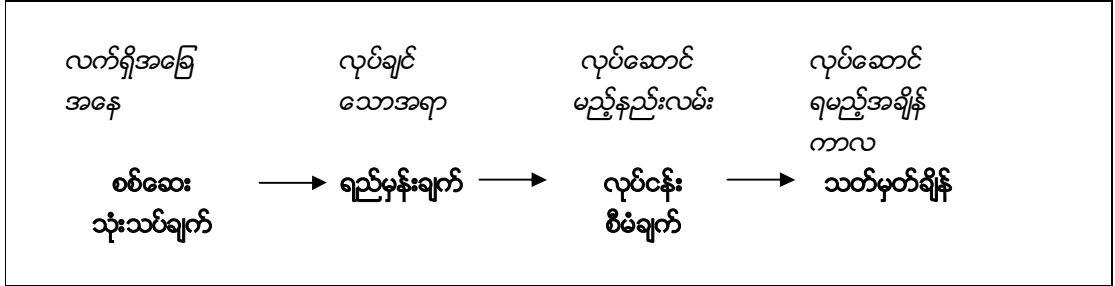 လက်ရှိအခြေ လုပ်ချင် လုပ်ဆောင် လုပ်ဆောင်
အနေ သောအရာ မည့်နည်းလမ်း ရမည့်အချိန်
ကာလ
စစ်ဆေး ရည်မှန်းချက် လုပ်ငန်း သတ်မှတ်ချိန်
သုံးသပ်ချက် စီမံချက်